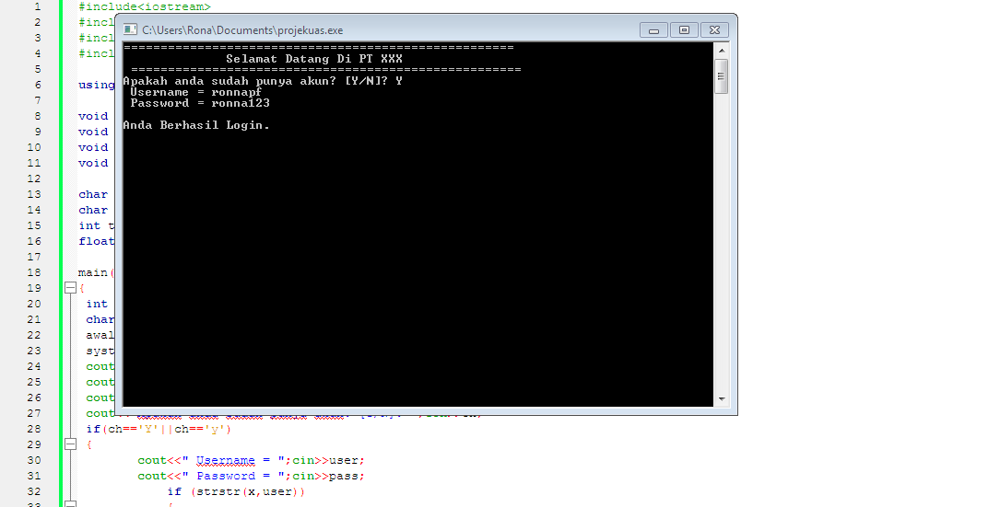 1 #include<iostream>
2 #incl
3 #incl
4 #incl
5
6 using
7
8 void
9 void
10 void
11 void
12
13 char
14 char
15 int t
16 float
17
18 main(
19 {
20 int
21 char
22 awal
23 syst
24 cout
25 cout
26 cout
27 cout
28 if(ch=='Y'||ch=='y')
29 {
30 cout<<" Username = ";cin>>user;
31 cout<<" Password = ";cin>>pass;
32 if (strstr(x,user))
33 {
C:\Users\Rona\Documents\projekuas.exe
=====================================================
Selamat Datang Di PT XXX
=====================================================
Apakah anda sudah punya akun? [Y/N]? Y
Username = ronnapf
Password = ronna123
Anda Berhasil Login.